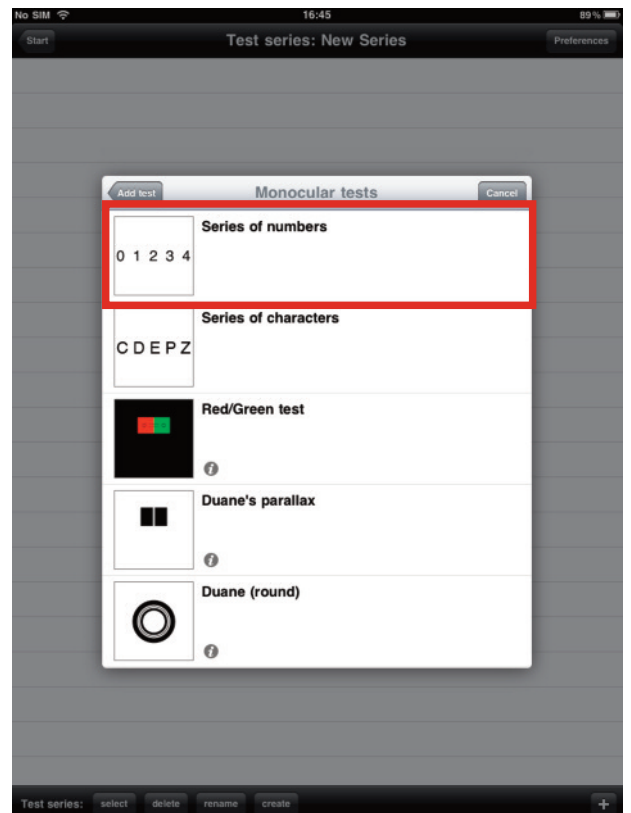 No SIM 16:45 89 %
Start Test series: New Series Preferences
Add test Monocular tests Cancel
Series of numbers
0 1 2 3 4
Series of characters
C D E P Z
Red/Green test
Duane's parallax
Duane (round)
Test series: select delete rename create +